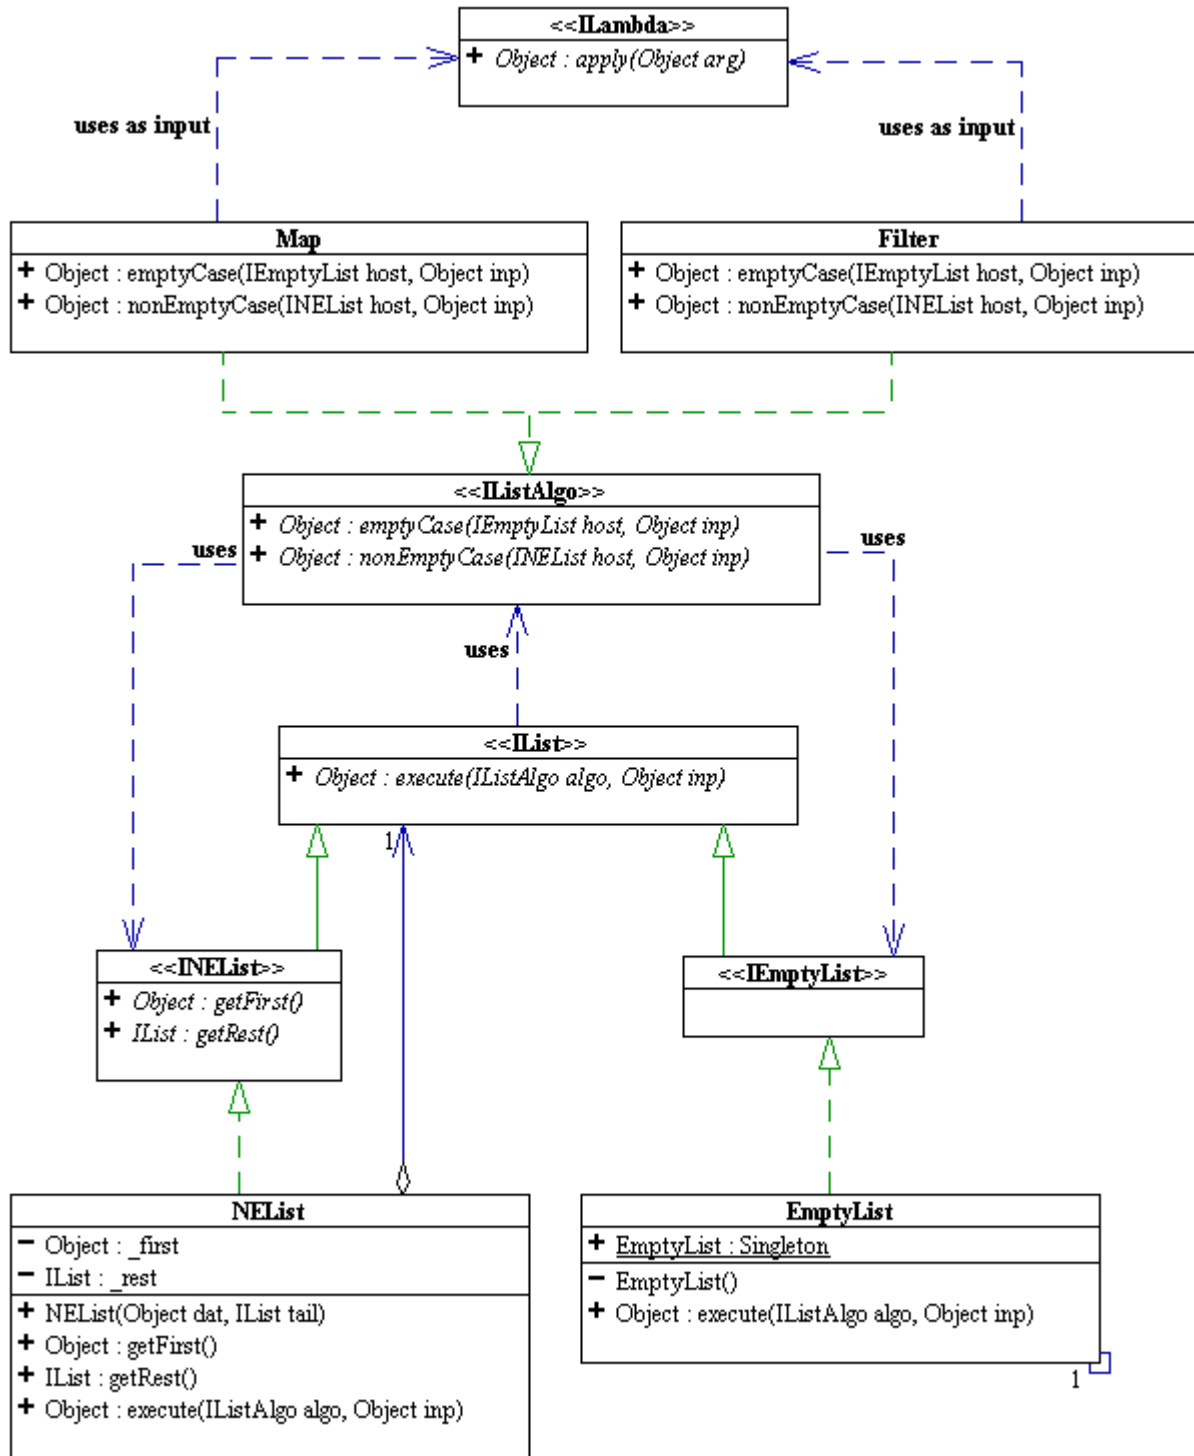 <<ILambda>>
+ Object : apply(Object arg)
uses as input
uses as input
Map
+ Object : emptyCase(IEmptyList host, Object inp)
+ Object : nonEmptyCase(INEList host, Object inp)
Filter
+ Object : emptyCase(IEmptyList host, Object inp)
+ Object : nonEmptyCase(INEList host, Object inp)
<<IListAlgo>>
+ Object : emptyCase(IEmptyList host, Object inp)
+ Object : nonEmptyCase(INEList host, Object inp)
uses
uses
uses
<<IList>>
+ Object : execute(IListAlgo algo, Object inp)
1
<<INEList>>
+ Object : getFirst()
+ IList : getRest()
<<IEmptyList>>
NEList
- Object : _first
- IList : _rest
+ NEList(Object dat, IList tail)
+ Object : getFirst()
+ IList : getRest()
+ Object : execute(IListAlgo algo, Object inp)
EmptyList
+ EmptyList : Singleton
- EmptyList()
+ Object : execute(IListAlgo algo, Object inp)
1